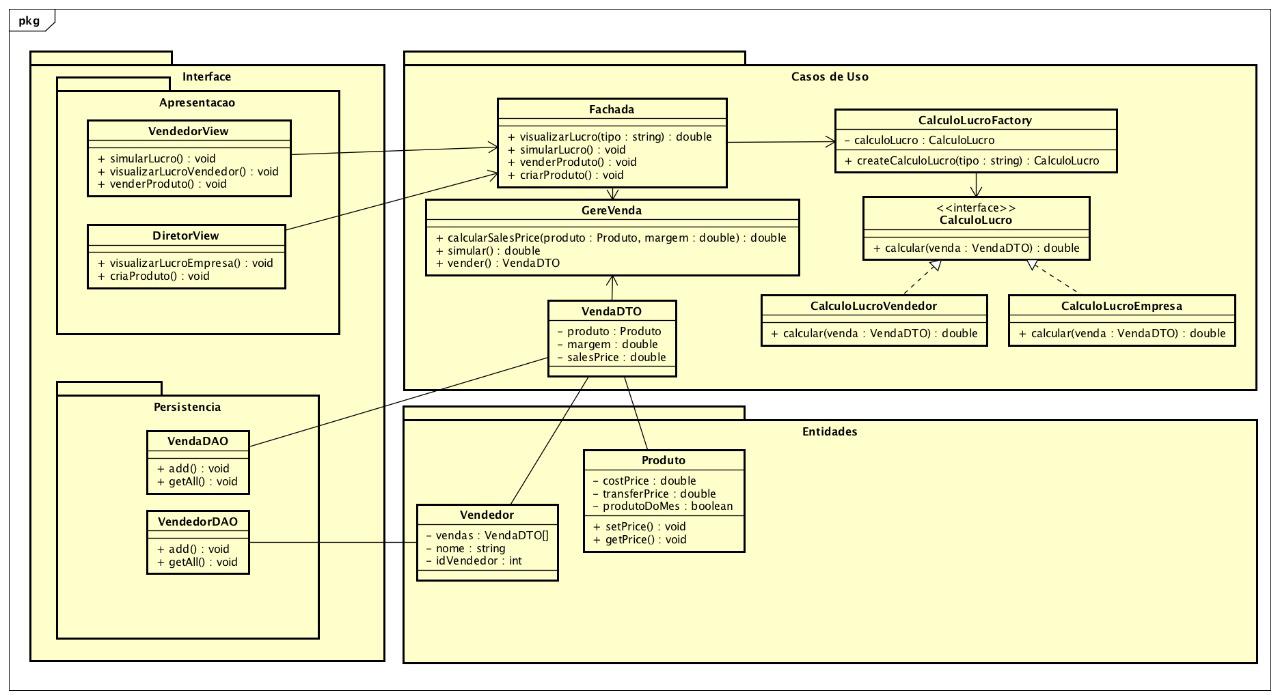 pkg
Interface
Apresentacao
VendedorView
+ simularLucro() : void
+ visualizarLucroVendedor() : void
+ venderProduto() : void
DiretorView
+ visualizarLucroEmpresa() : void
+ criaProduto() : void
Persistencia
VendaDAO
+ add() : void
+ getAll() : void
VendedorDAO
+ add() : void
+ getAll() : void
Casos de Uso
Fachada
+ visualizarLucro(tipo : string) : double
+ simularLucro() : void
+ venderProduto() : void
+ criarProduto() : void
CalculoLucroFactory
– calculoLucro : CalculoLucro
+ createCalculoLucro(tipo : string) : CalculoLucro
GereVenda
+ calcularSalesPrice(produto : Produto, margem : double) : double
+ simular() : double
+ vender() : VendaDTO
<<interface>>
CalculoLucro
+ calcular(venda : VendaDTO) : double
VendaDTO
– produto : Produto
– margem : double
– salesPrice : double
CalculoLucroVendedor
+ calcular(venda : VendaDTO) : double
CalculoLucroEmpresa
+ calcular(venda : VendaDTO) : double
Entidades
Produto
– costPrice : double
– transferPrice : double
– produtoDoMes : boolean
+ setPrice() : void
+ getPrice() : void
Vendedor
– vendas : VendaDTO[]
– nome : string
– idVendedor : int